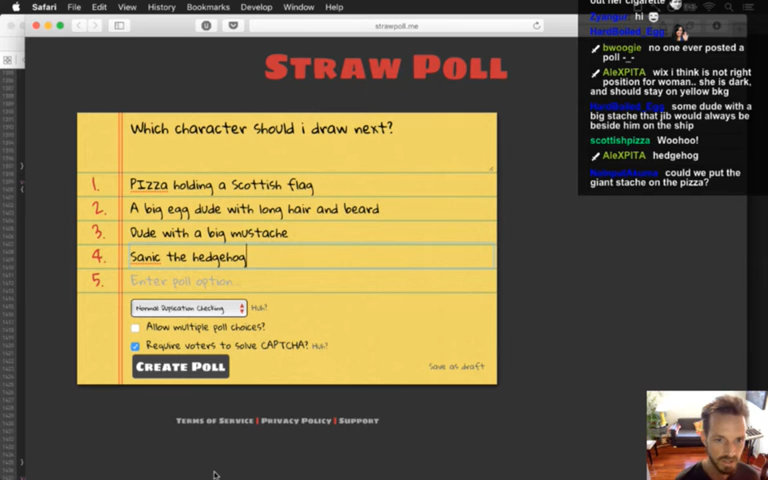 Safari File Edit View History Bookmarks Develop Window Help
strawpoll.me
STRAW POLL
Which character should i draw next?
1. PIzza holding a Scottish flag
2. A big egg dude with long hair and beard
3. Dude with a big mustache
4. Sanic the hedgehog
5. Enter poll option...
Normal Duplication Checking Huh?
Allow multiple poll choices?
Require voters to solve CAPTCHA? Huh?
CREATE POLL
Save as draft
TERMS OF SERVICE | PRIVACY POLICY | SUPPORT
out her cigarette
Zyangur: hi
HardBoiled_Egg:
bwoogie no one ever posted a
poll -_-
AleXPITA wix i think is not right
position for woman.. she is dark,
and should stay on yellow bkg
HardBoiled_Egg some dude with a
big stache that jib would always be
beside him on the ship
scottishpizza Woohoo!
AleXPITA hedgehog
could we put the
giant stache on the pizza?